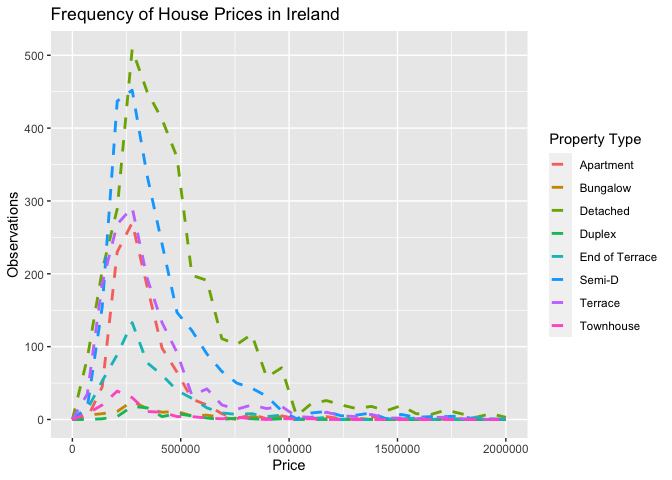 Frequency of House Prices in Ireland
500
400
300
200
100
0
Observations
0 500000 1000000 1500000 2000000
Price
Property Type
Apartment
Bungalow
Detached
Duplex
End of Terrace
Semi-D
Terrace
Townhouse